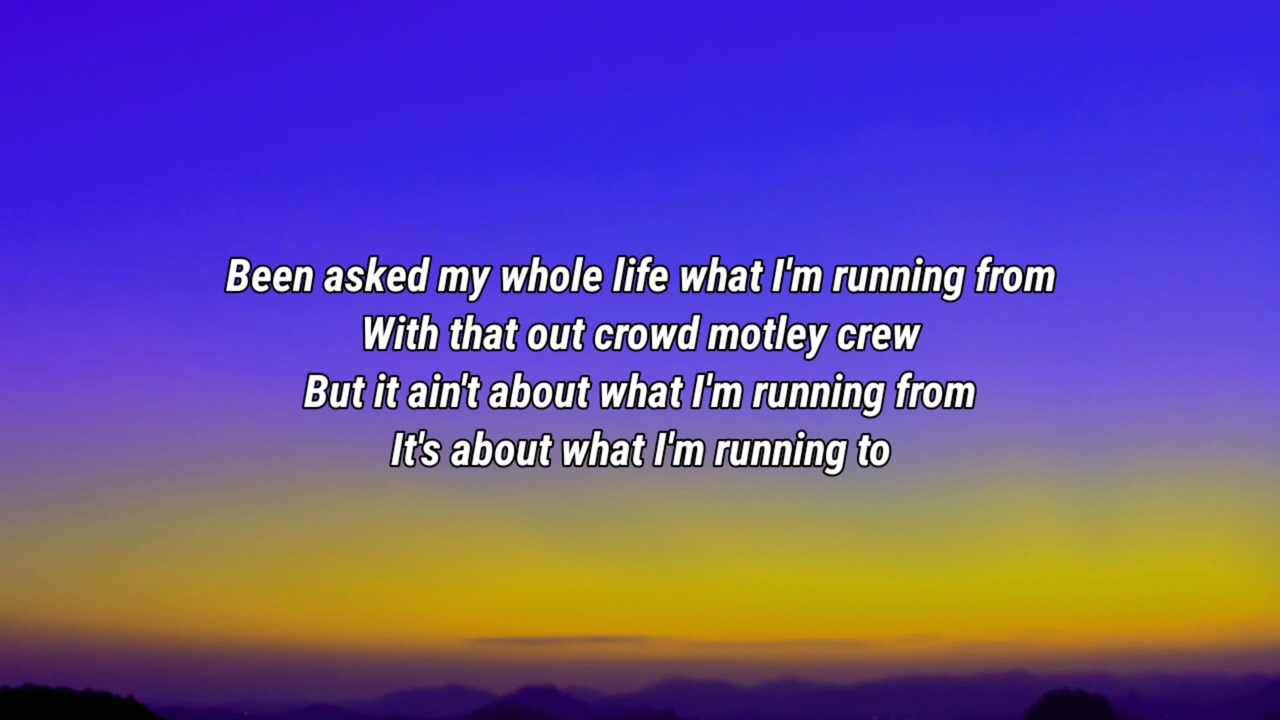 Been asked my whole life what I'm running from
With that out crowd motley crew
But it ain't about what I'm running from
It's about what I'm running to